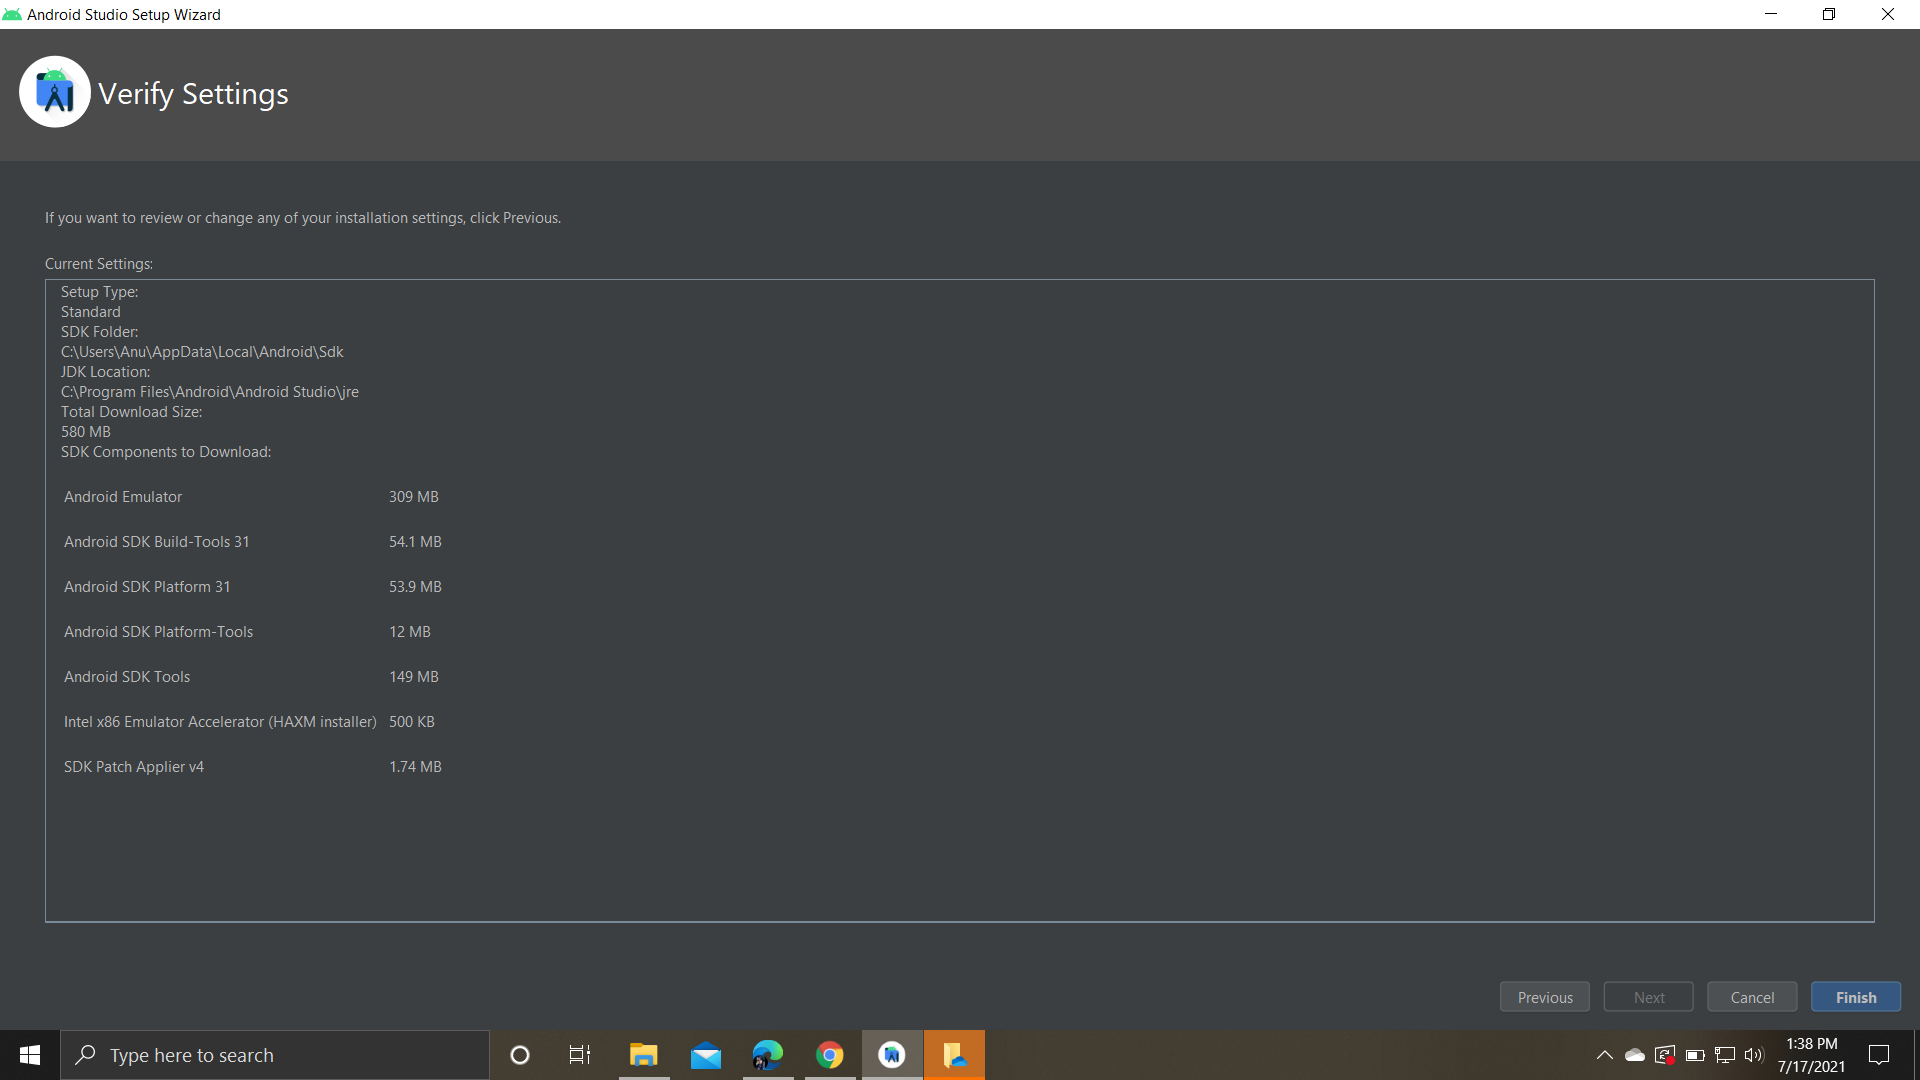 Android Studio Setup Wizard
Verify Settings
If you want to review or change any of your installation settings, click Previous.
Current Settings:
Setup Type:
Standard
SDK Folder:
C:\Users\Anu\AppData\Local\Android\Sdk
JDK Location:
C:\Program Files\Android\Android Studio\jre
Total Download Size:
580 MB
SDK Components to Download:
Android Emulator 309 MB
Android SDK Build-Tools 31 54.1 MB
Android SDK Platform 31 53.9 MB
Android SDK Platform-Tools 12 MB
Android SDK Tools 149 MB
Intel x86 Emulator Accelerator (HAXM installer) 500 KB
SDK Patch Applier v4 1.74 MB
Previous Next Cancel Finish
Type here to search
1:38 PM
7/17/2021